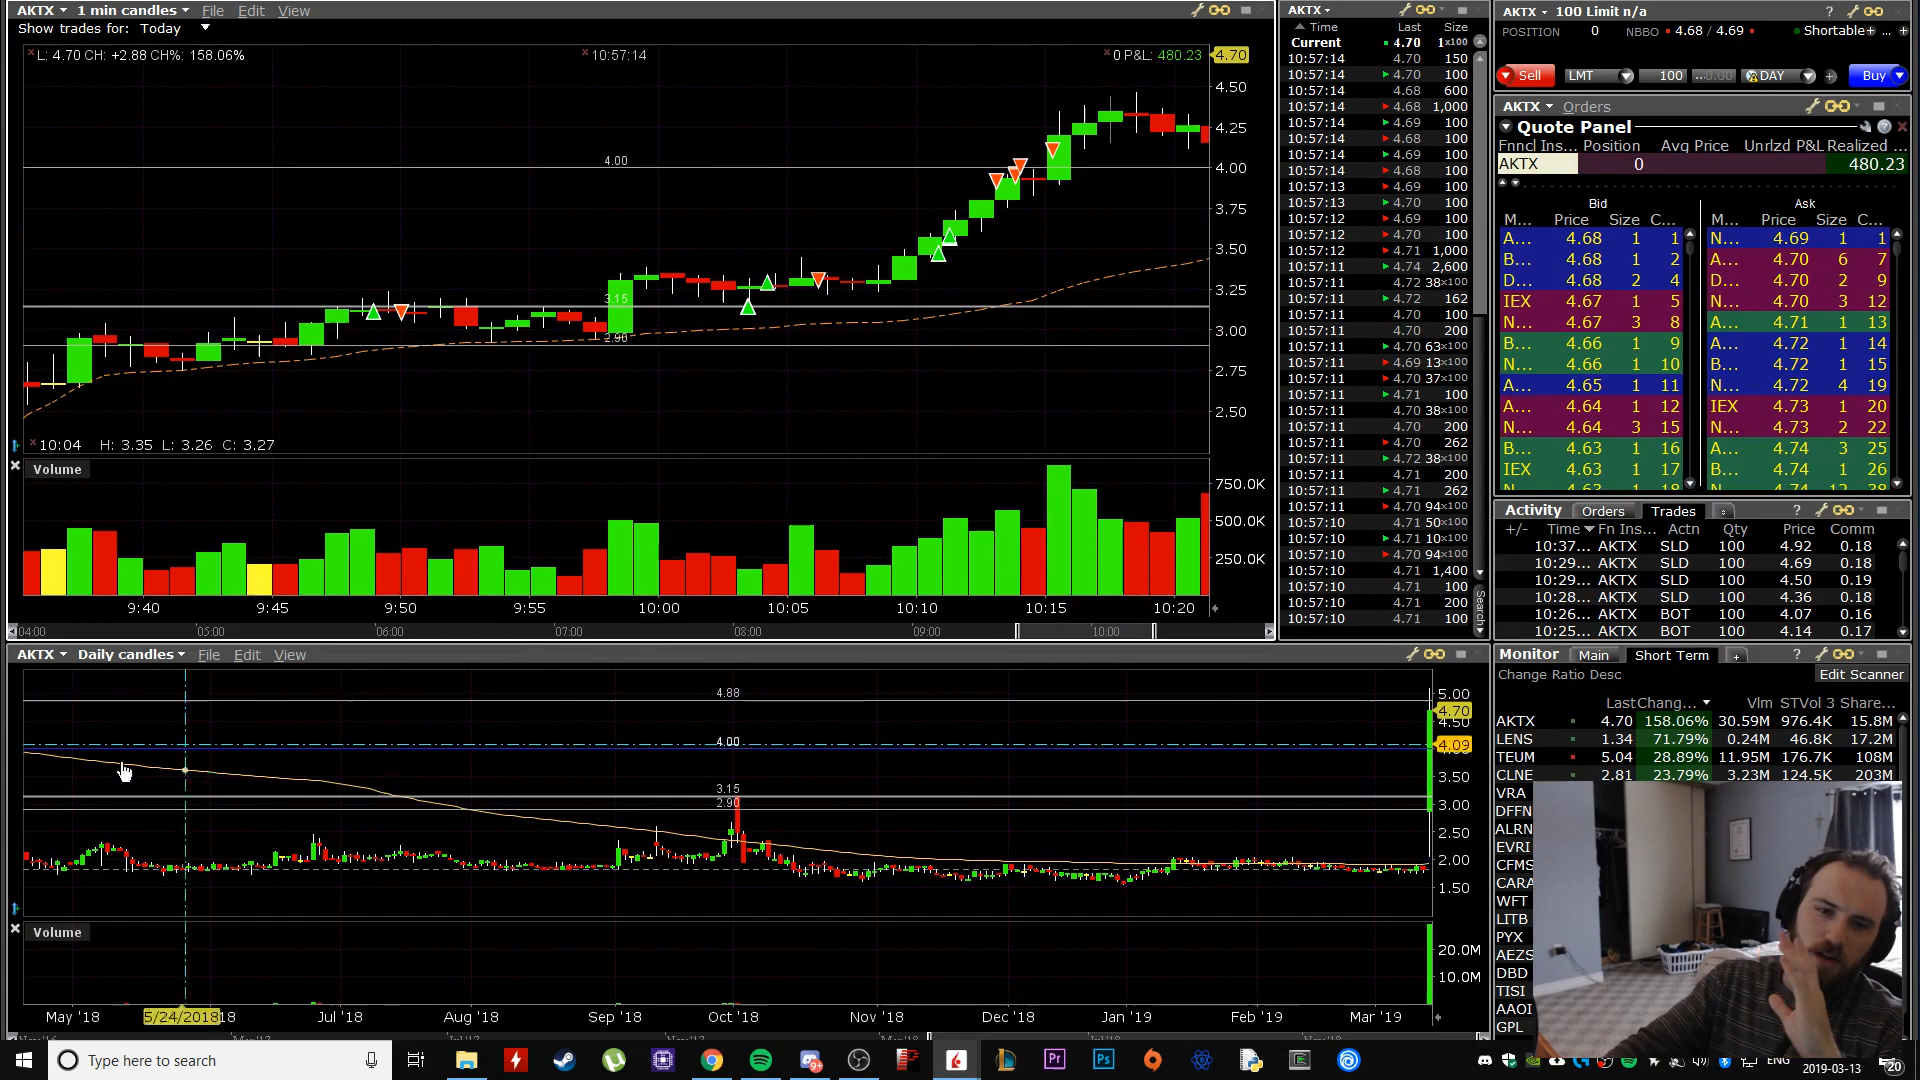 AKTX 1 min candles File Edit View
Show trades for: Today
L: 4.70 CH: +2.88 CH%: 158.06%
10:57:14
0 P&L: 480.23
4.70
4.50
4.25
4.00
4.00
3.75
3.50
3.25
3.15
3.00
2.90
2.75
2.50
10:04 H: 3.35 L: 3.26 C: 3.27
Volume
750.0K
500.0K
250.0K
9:40 9:45 9:50 9:55 10:00 10:05 10:10 10:15 10:20
04:00 05:00 06:00 07:00 08:00 09:00 10:00
AKTX Daily candles File Edit View
4.88
5.00
4.70
4.50
4.00
4.09
3.50
3.15
3.00
2.90
2.50
2.00
1.50
Volume
20.0M
10.0M
May '18 5/24/2018 18 Jul '18 Aug '18 Sep '18 Oct '18 Nov '18 Dec '18 Jan '19 Feb '19 Mar '19
AKTX
Time Last Size
Current 4.70 1x100
10:57:14 4.70 150
10:57:14 4.70 100
10:57:14 4.68 600
10:57:14 4.68 1,000
10:57:14 4.69 100
10:57:14 4.68 100
10:57:14 4.69 100
10:57:14 4.68 100
10:57:13 4.69 100
10:57:13 4.70 100
10:57:12 4.69 100
10:57:12 4.70 100
10:57:12 4.71 1,000
10:57:11 4.74 2,600
10:57:11 4.72 38x100
10:57:11 4.72 162
10:57:11 4.70 100
10:57:11 4.70 200
10:57:11 4.70 63x100
10:57:11 4.69 13x100
10:57:11 4.70 37x100
10:57:11 4.71 100
10:57:11 4.70 38x100
10:57:11 4.70 200
10:57:11 4.70 262
10:57:11 4.72 38x100
10:57:11 4.71 200
10:57:11 4.71 262
10:57:11 4.70 94x100
10:57:10 4.71 50x100
10:57:10 4.71 10x100
10:57:10 4.70 94x100
10:57:10 4.71 1,400
10:57:10 4.71 100
10:57:10 4.71 200
10:57:10 4.71 100
Search
AKTX 100 Limit n/a
POSITION 0 NBBO 4.68 / 4.69 Shortable
Sell LMT 100 ...0.00 DAY Buy
AKTX Orders
Quote Panel
Fnncl Ins... Position Avg Price Unrlzd P&L Realized ...
AKTX 0 480.23
Bid Ask
M... Price Size C... M... Price Size C...
A... 4.68 1 1 N... 4.69 1 1
B... 4.68 1 2 A... 4.70 6 7
D... 4.68 2 4 D... 4.70 2 9
IEX 4.67 1 5 N... 4.70 3 12
N... 4.67 3 8 A... 4.71 1 13
B... 4.66 1 9 A... 4.72 1 14
N... 4.66 1 10 B... 4.72 1 15
A... 4.65 1 11 N... 4.72 4 19
A... 4.64 1 12 IEX 4.73 1 20
N... 4.64 3 15 N... 4.73 2 22
B... 4.63 1 16 A... 4.74 3 25
IEX 4.63 1 17 B... 4.74 1 26
N... 4.63 1 18 N... 4.74 12 38
Activity Orders Trades
+/- Time Fn Ins... Actn Qty Price Comm
10:37... AKTX SLD 100 4.92 0.18
10:29... AKTX SLD 100 4.69 0.18
10:29... AKTX SLD 100 4.50 0.19
10:28... AKTX SLD 100 4.36 0.18
10:26... AKTX BOT 100 4.07 0.16
10:25... AKTX BOT 100 4.14 0.17
Monitor Main Short Term +
Change Ratio Desc Edit Scanner
Last Chang... Vlm STVol 3 Share...
AKTX 4.70 158.06% 30.59M 976.4K 15.8M
LENS 1.34 71.79% 0.24M 46.8K 17.2M
TEUM 5.04 28.89% 11.95M 176.7K 108M
CLNE 2.81 23.79% 3.23M 124.5K 203M
VRA
DFFN
ALRN
EVRI
CFMS
CARA
WFT
LITB
PYX
AEZS
DBD
TISI
AAOI
GPL
Type here to search
ENG
2019-03-13
20